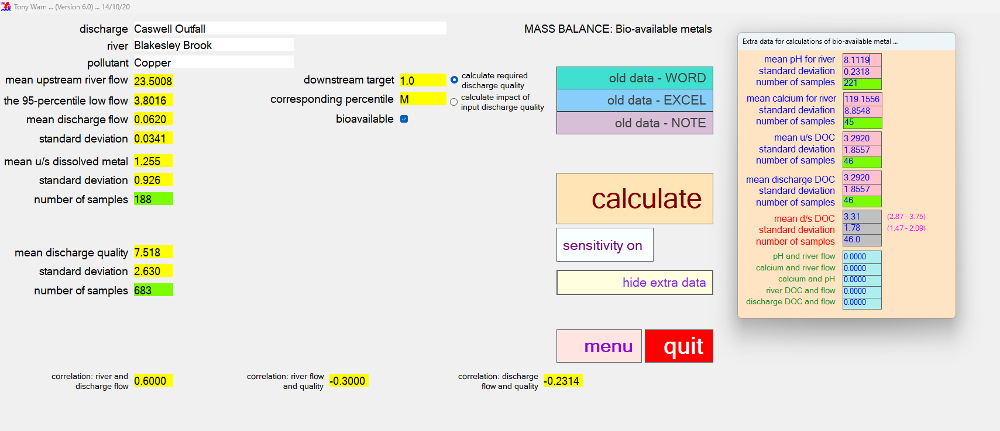 Tony Warn ... (Version 6.0) ... 14/10/20
discharge Caswell Outfall
river Blakesley Brook
pollutant Copper
mean upstream river flow 23.5008
the 95-percentile low flow 3.8016
mean discharge flow 0.0620
standard deviation 0.0341
mean u/s dissolved metal 1.255
standard deviation 0.926
number of samples 188
mean discharge quality 7.518
standard deviation 2.630
number of samples 683
MASS BALANCE: Bio-available metals
downstream target 1.0
corresponding percentile M
bioavailable
calculate required
discharge quality
calculate impact of
input discharge quality
old data - WORD
old data - EXCEL
old data - NOTE
calculate
sensitivity on
hide extra data
menu
quit
correlation: river and
discharge flow 0.6000
correlation: river flow
and quality -0.3000
correlation: discharge
flow and quality -0.2314
Extra data for calculations of bio-available metal ...
mean pH for river 8.1119
standard deviation 0.2318
number of samples 221
mean calcium for river 119.1556
standard deviation 8.8548
number of samples 45
mean u/s DOC 3.2920
standard deviation 1.8557
number of samples 46
mean discharge DOC 3.2920
standard deviation 1.8557
number of samples 46
mean d/s DOC 3.31 (2.87 - 3.75)
standard deviation 1.78 (1.47 - 2.09)
number of samples 46.0
pH and river flow 0.0000
calcium and river flow 0.0000
calcium and pH 0.0000
river DOC and flow 0.0000
discharge DOC and flow 0.0000